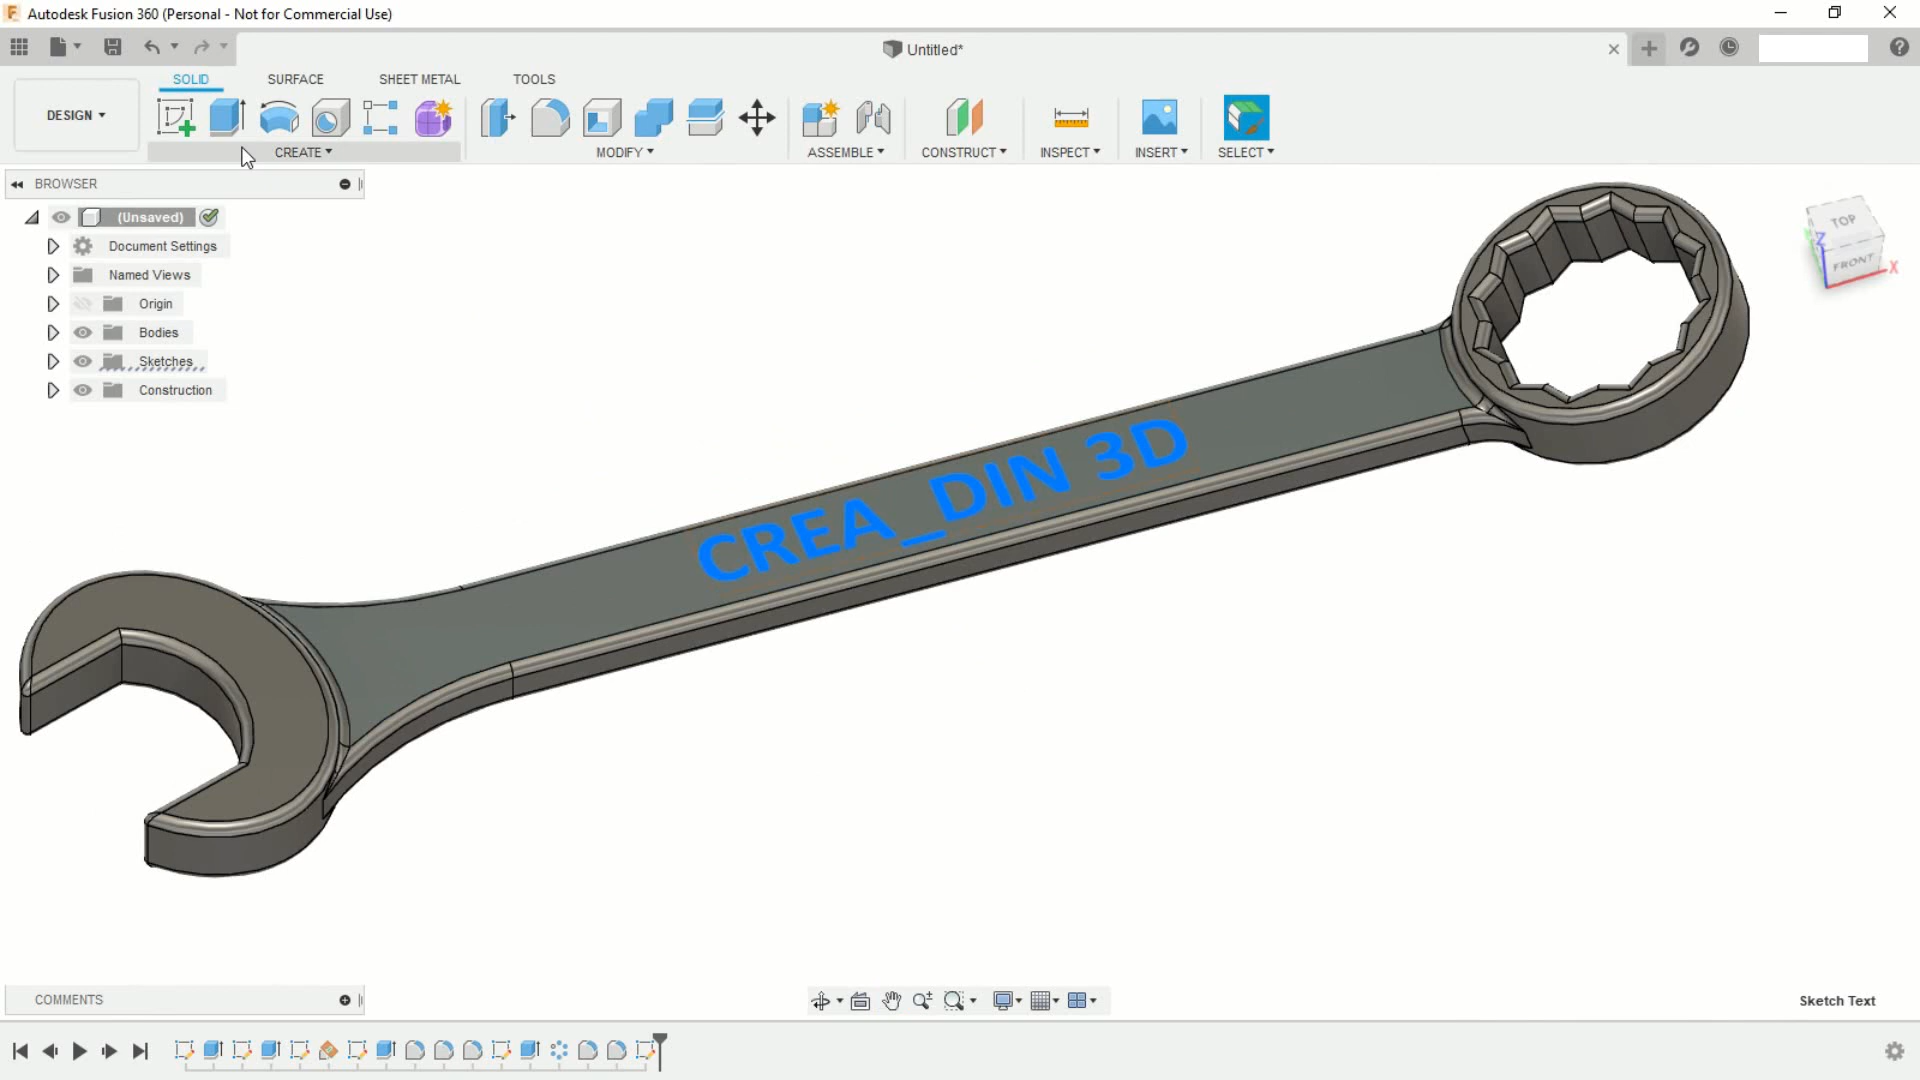 Autodesk Fusion 360 (Personal - Not for Commercial Use)
Untitled*
SOLID SURFACE SHEET METAL TOOLS
DESIGN
CREATE MODIFY ASSEMBLE CONSTRUCT INSPECT INSERT SELECT
BROWSER
(Unsaved)
Document Settings
Named Views
Origin
Bodies
Sketches
Construction
TOP
FRONT
Z
X
CREA_DIN 3D
COMMENTS
Sketch Text